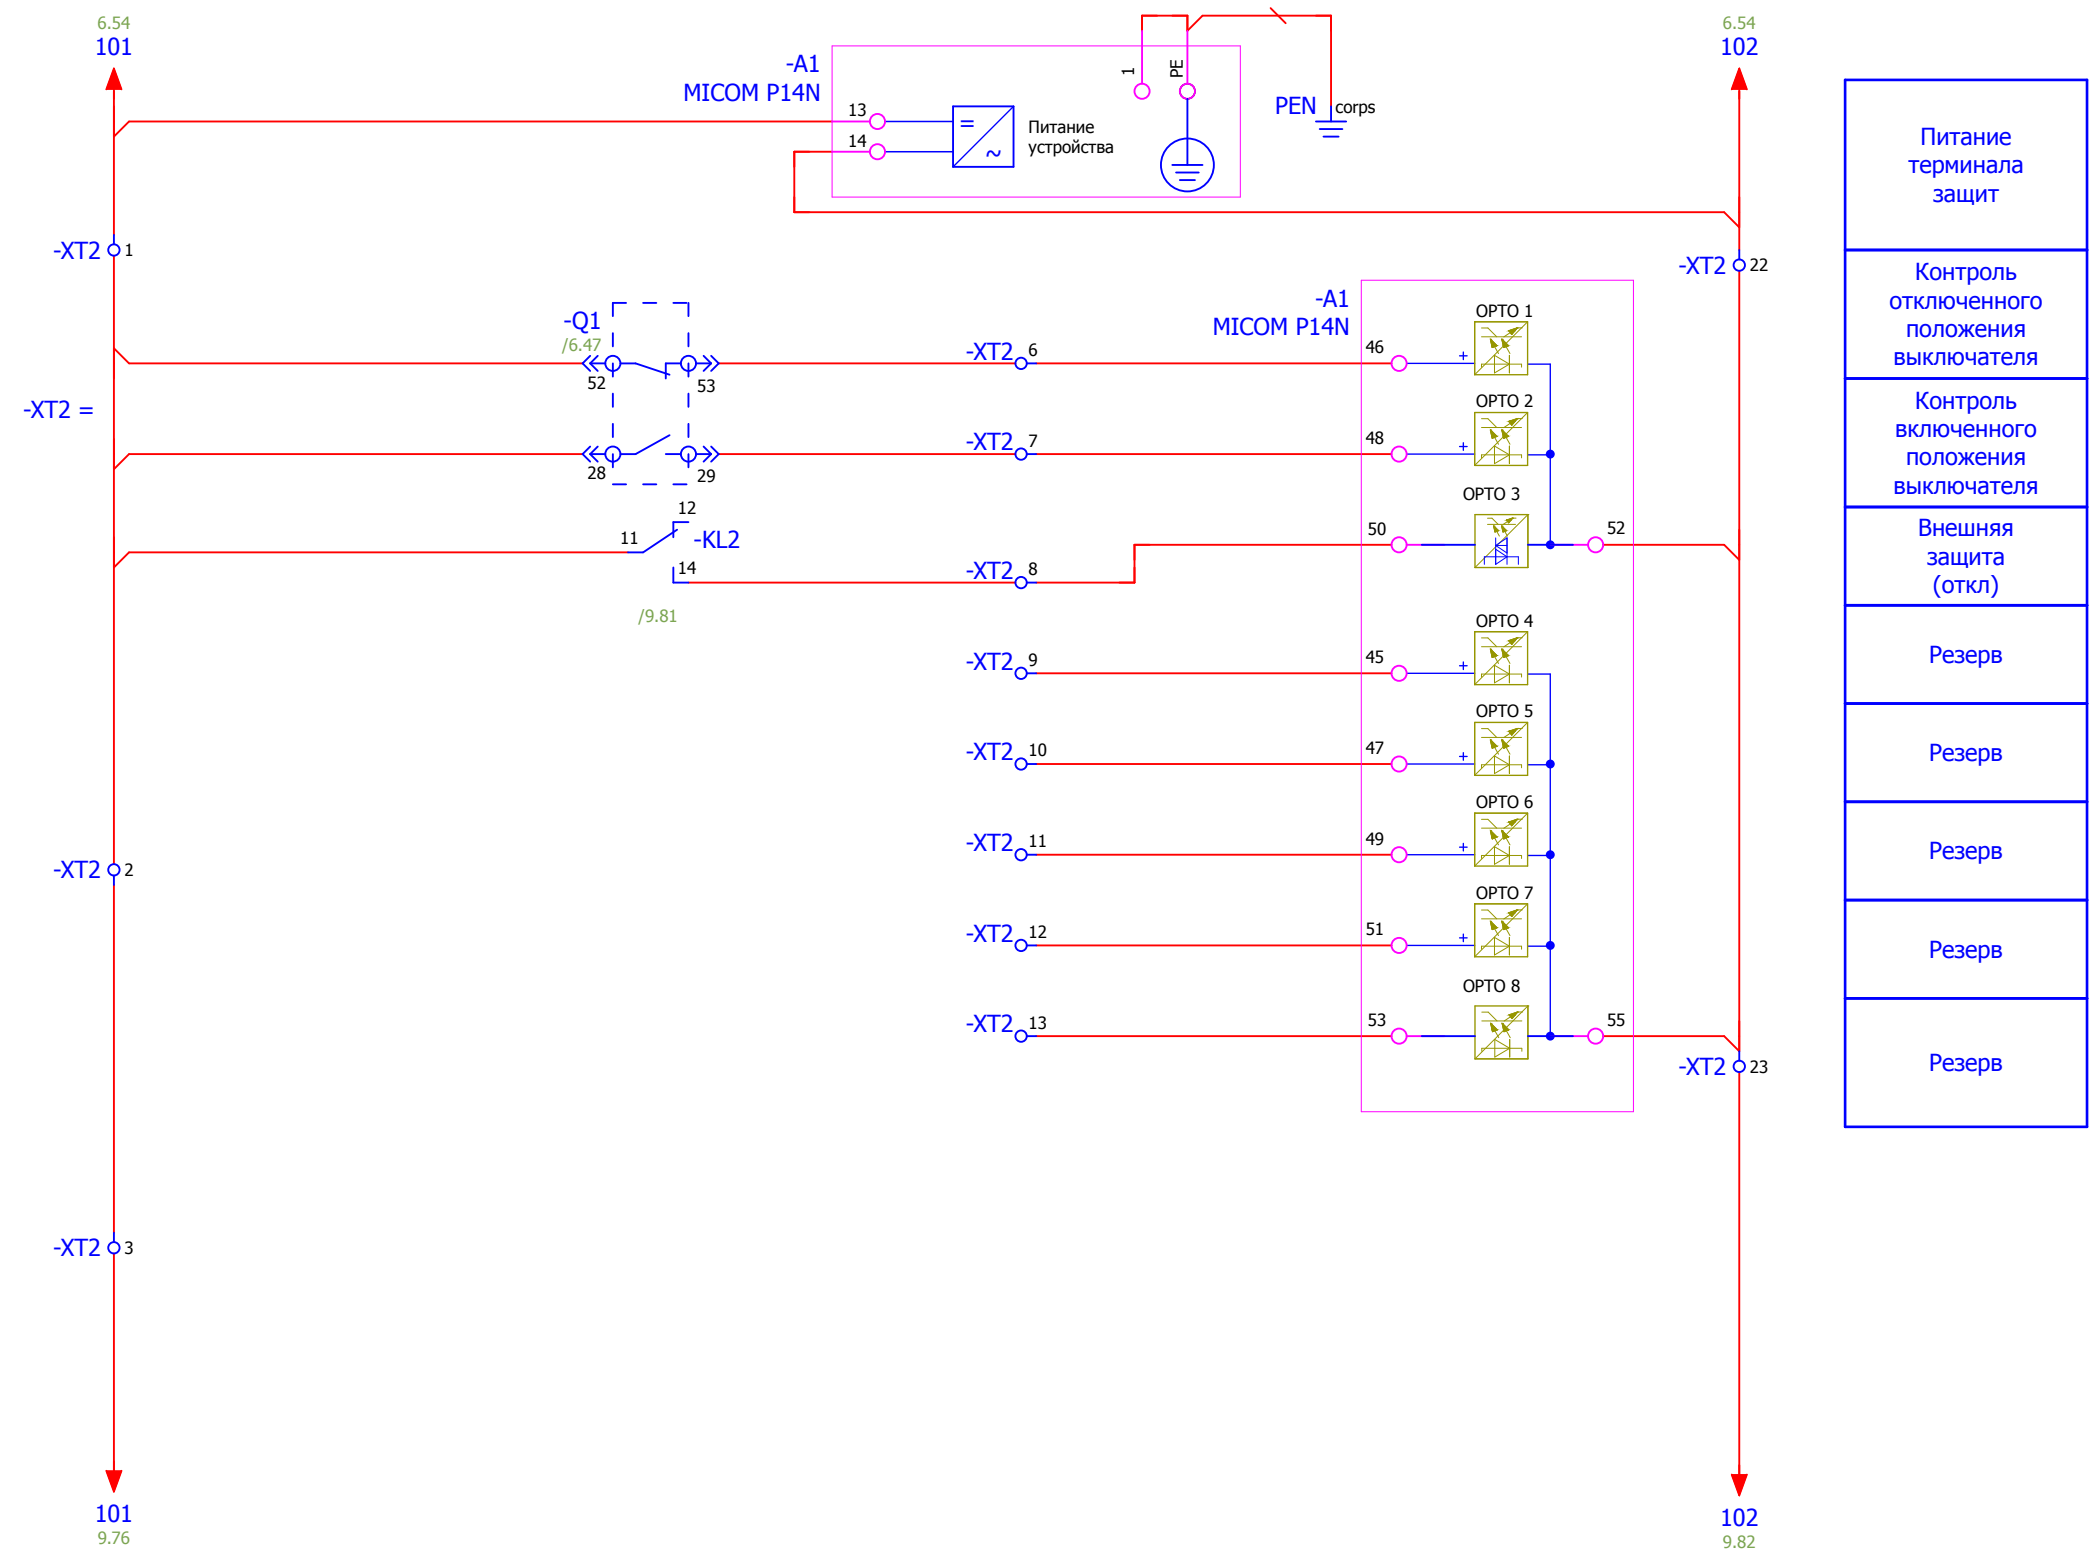 6.54
101
6.54
102
-A1
MICOM P14N
13
14
=
~
Питание
устройства
1
PE
PEN
corps
Питание
терминала
защит
-XT2
1
-XT2
22
-Q1
/6.47
52
53
-XT2
6
-A1
MICOM P14N
46
+
OPTO 1
Контроль
отключенного
положения
выключателя
-XT2 =
28
29
-XT2
7
48
+
OPTO 2
Контроль
включенного
положения
выключателя
11
12
14
-KL2
/9.81
-XT2
8
50
OPTO 3
52
Внешняя
защита
(откл)
-XT2
9
45
+
OPTO 4
Резерв
-XT2
10
47
+
OPTO 5
Резерв
-XT2
2
-XT2
11
49
+
OPTO 6
Резерв
-XT2
12
51
+
OPTO 7
Резерв
-XT2
13
53
OPTO 8
55
-XT2
23
Резерв
-XT2
3
101
9.76
102
9.82